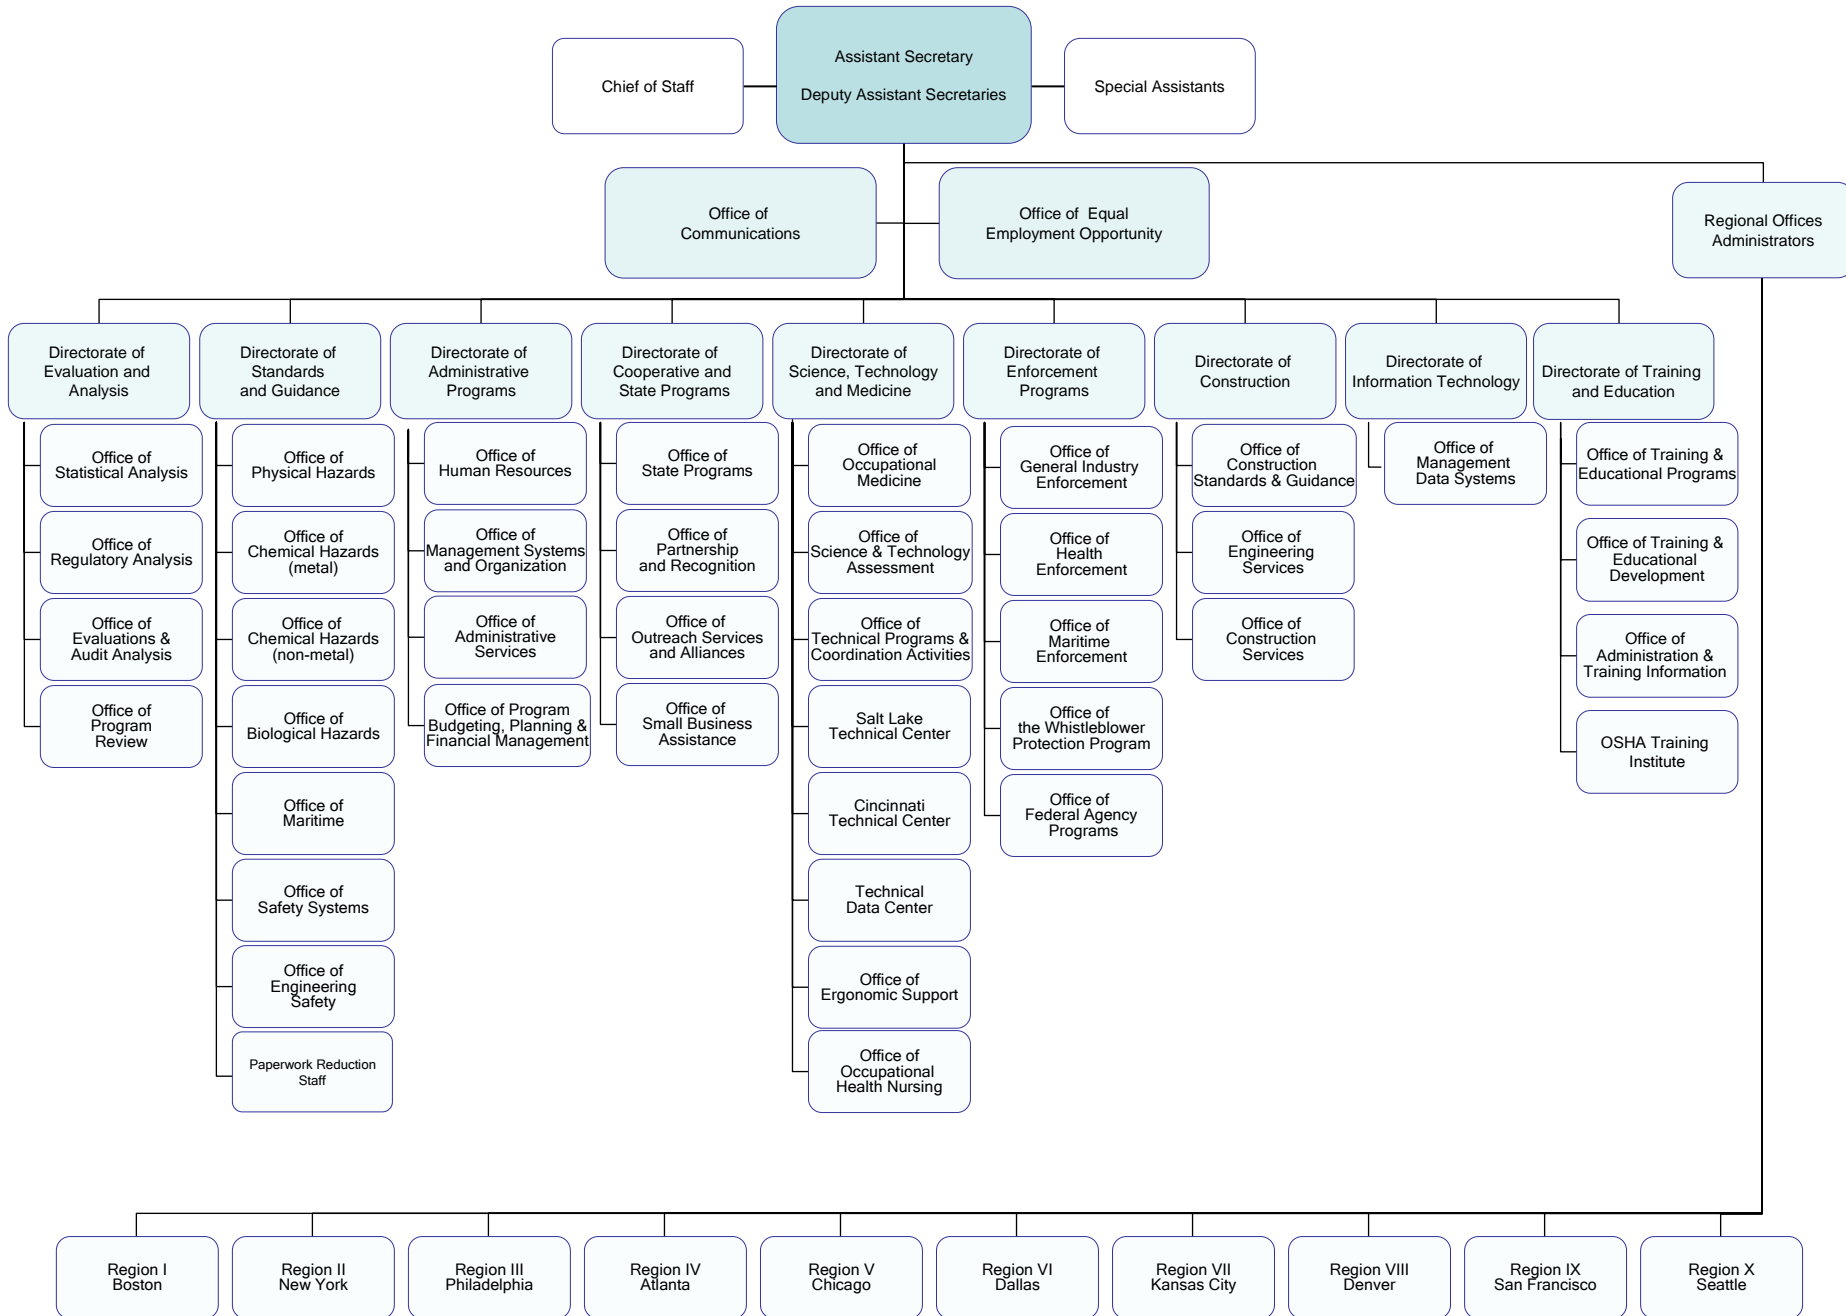 Assistant Secretary
Deputy Assistant Secretaries
Chief of Staff
Special Assistants
Office of
Communications
Office of Equal
Employment Opportunity
Regional Offices
Administrators
Directorate of
Evaluation and
Analysis
Directorate of
Standards
and Guidance
Directorate of
Administrative
Programs
Directorate of
Cooperative and
State Programs
Directorate of
Science, Technology
and Medicine
Directorate of
Enforcement
Programs
Directorate of
Construction
Directorate of
Information Technology
Directorate of Training
and Education
Office of
Statistical Analysis
Office of
Regulatory Analysis
Office of
Evaluations &
Audit Analysis
Office of
Program
Review
Office of
Physical Hazards
Office of
Chemical Hazards
(metal)
Office of
Chemical Hazards
(non-metal)
Office of
Biological Hazards
Office of
Maritime
Office of
Safety Systems
Office of
Engineering
Safety
Paperwork Reduction
Staff
Office of
Human Resources
Office of
Management Systems
and Organization
Office of
Administrative
Services
Office of Program
Budgeting, Planning &
Financial Management
Office of
State Programs
Office of
Partnership
and Recognition
Office of
Outreach Services
and Alliances
Office of
Small Business
Assistance
Office of
Occupational
Medicine
Office of
Science & Technology
Assessment
Office of
Technical Programs &
Coordination Activities
Salt Lake
Technical Center
Cincinnati
Technical Center
Technical
Data Center
Office of
Ergonomic Support
Office of
Occupational
Health Nursing
Office of
General Industry
Enforcement
Office of
Health
Enforcement
Office of
Maritime
Enforcement
Office of
the Whistleblower
Protection Program
Office of
Federal Agency
Programs
Office of
Construction
Standards & Guidance
Office of
Engineering
Services
Office of
Construction
Services
Office of
Management
Data Systems
Office of Training &
Educational Programs
Office of Training &
Educational
Development
Office of
Administration &
Training Information
OSHA Training
Institute
Region I
Boston
Region II
New York
Region III
Philadelphia
Region IV
Atlanta
Region V
Chicago
Region VI
Dallas
Region VII
Kansas City
Region VIII
Denver
Region IX
San Francisco
Region X
Seattle